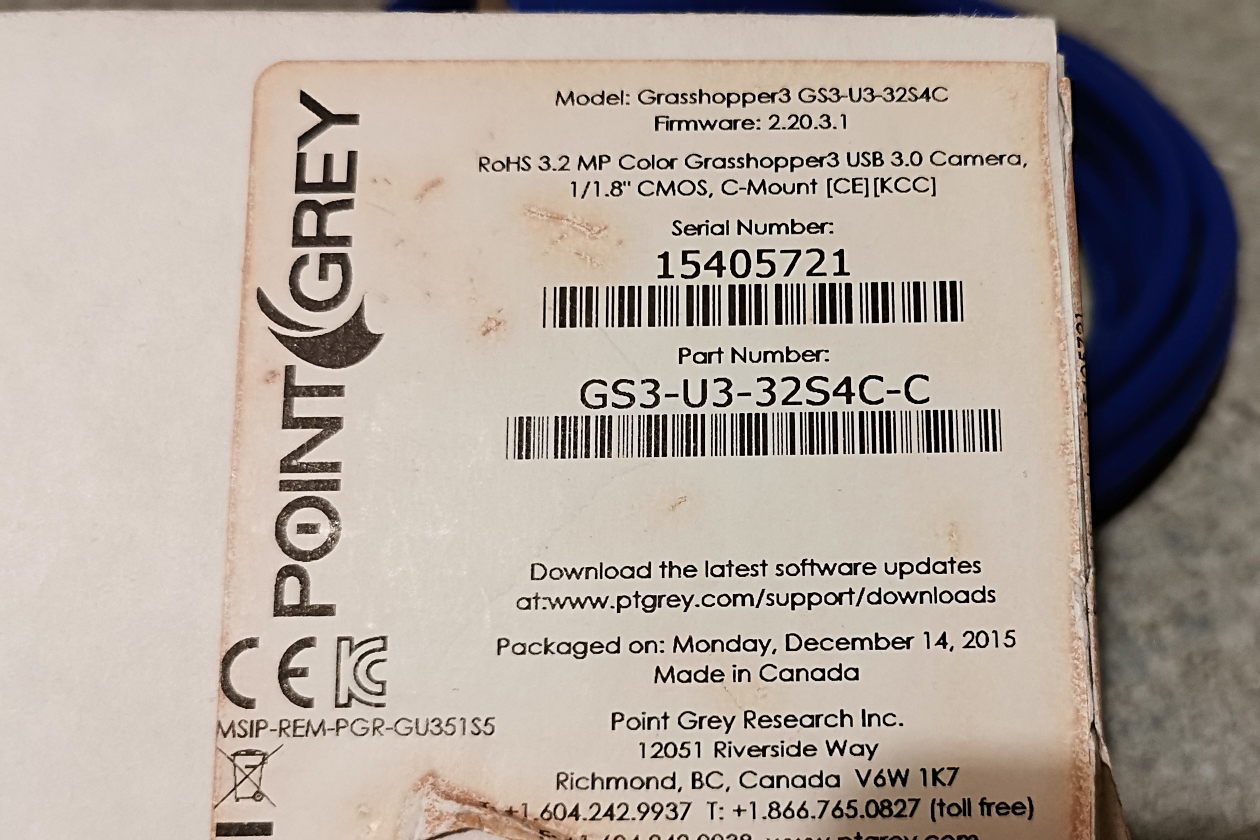 POINT GREY
Model: Grasshopper3 GS3-U3-32S4C
Firmware: 2.20.3.1
RoHS 3.2 MP Color Grasshopper3 USB 3.0 Camera,
1/1.8" CMOS, C-Mount [CE][KCC]
Serial Number:
15405721
Part Number:
GS3-U3-32S4C-C
Download the latest software updates
at:www.ptgrey.com/support/downloads
Packaged on: Monday, December 14, 2015
Made in Canada
CE
MSIP-REM-PGR-GU351S5
Point Grey Research Inc.
12051 Riverside Way
Richmond, BC, Canada V6W 1K7
+1.604.242.9937 T: +1.866.765.0827 (toll free)
www.ptgrey.com